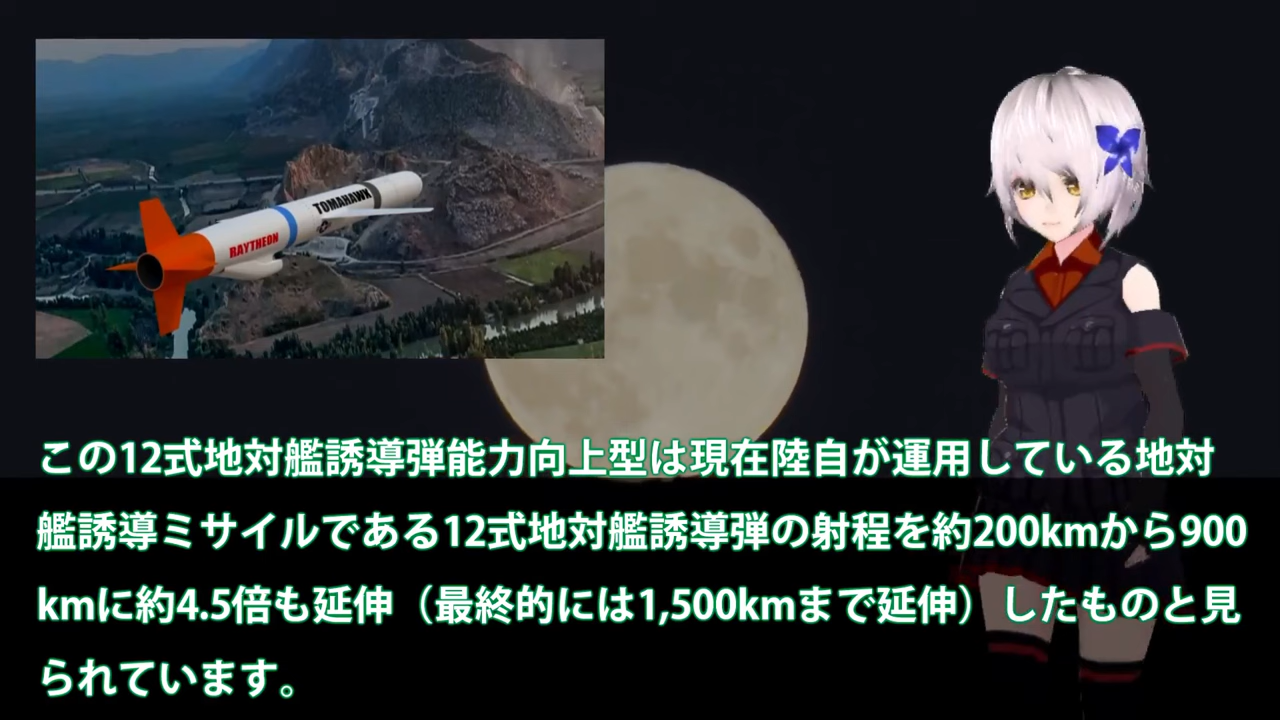 TOMAHAWK
RAYTHEON
この12式地対艦誘導弾能力向上型は現在陸自が運用している地対
艦誘導ミサイルである12式地対艦誘導弾の射程を約200kmから900
kmに約4.5倍も延伸（最終的には1,500kmまで延伸）したものと見
られています。